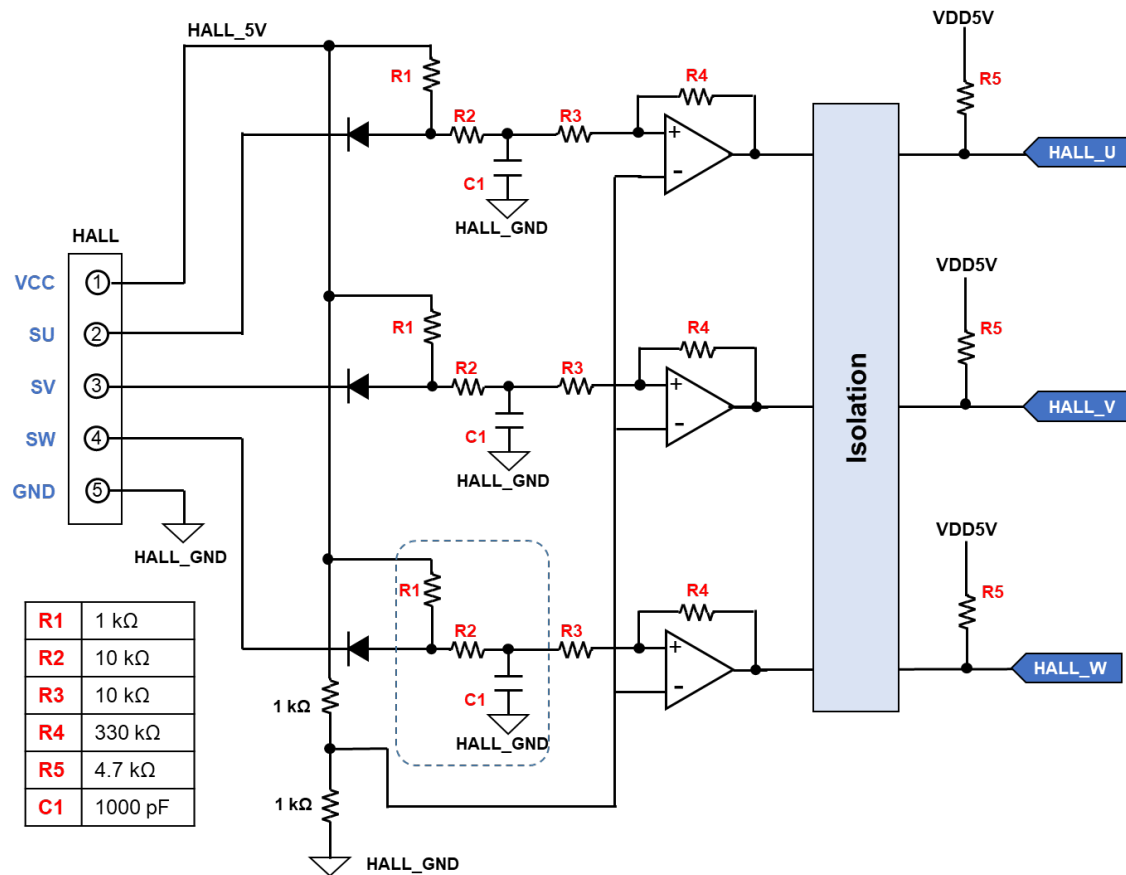 HALL_5V
VDD5V
R1
R4
R5
R2
R3
+
-
HALL_U
C1
HALL_GND
HALL
VCC
1
SU
2
SV
3
SW
4
GND
5
HALL_GND
R1
R4
VDD5V
R5
R2
R3
+
-
HALL_V
C1
HALL_GND
Isolation
R1
R4
VDD5V
R5
R2
R3
+
-
HALL_W
C1
HALL_GND
1 kΩ
1 kΩ
HALL_GND
R1 1 kΩ
R2 10 kΩ
R3 10 kΩ
R4 330 kΩ
R5 4.7 kΩ
C1 1000 pF